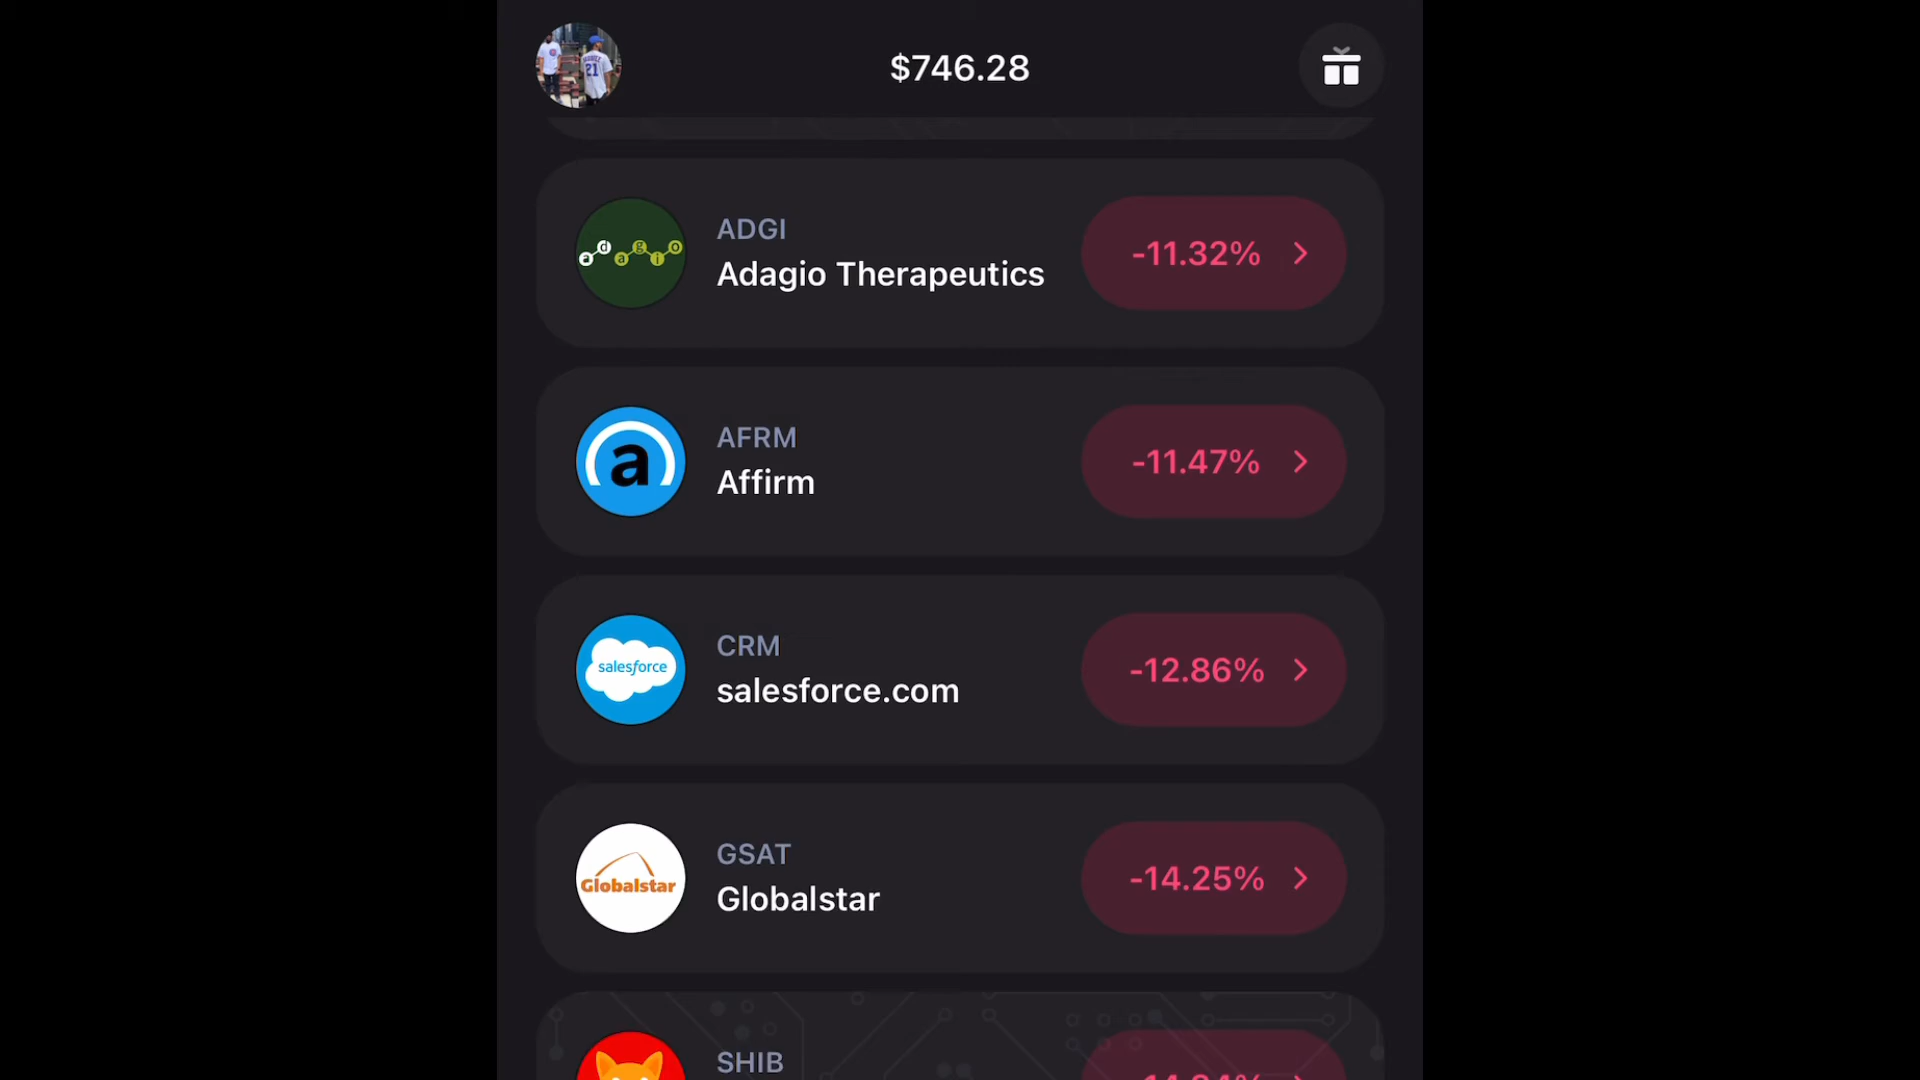 $746.28
adagio
ADGI
Adagio Therapeutics
-11.32%
a
AFRM
Affirm
-11.47%
salesforce
CRM
salesforce.com
-12.86%
Globalstar
GSAT
Globalstar
-14.25%
SHIB